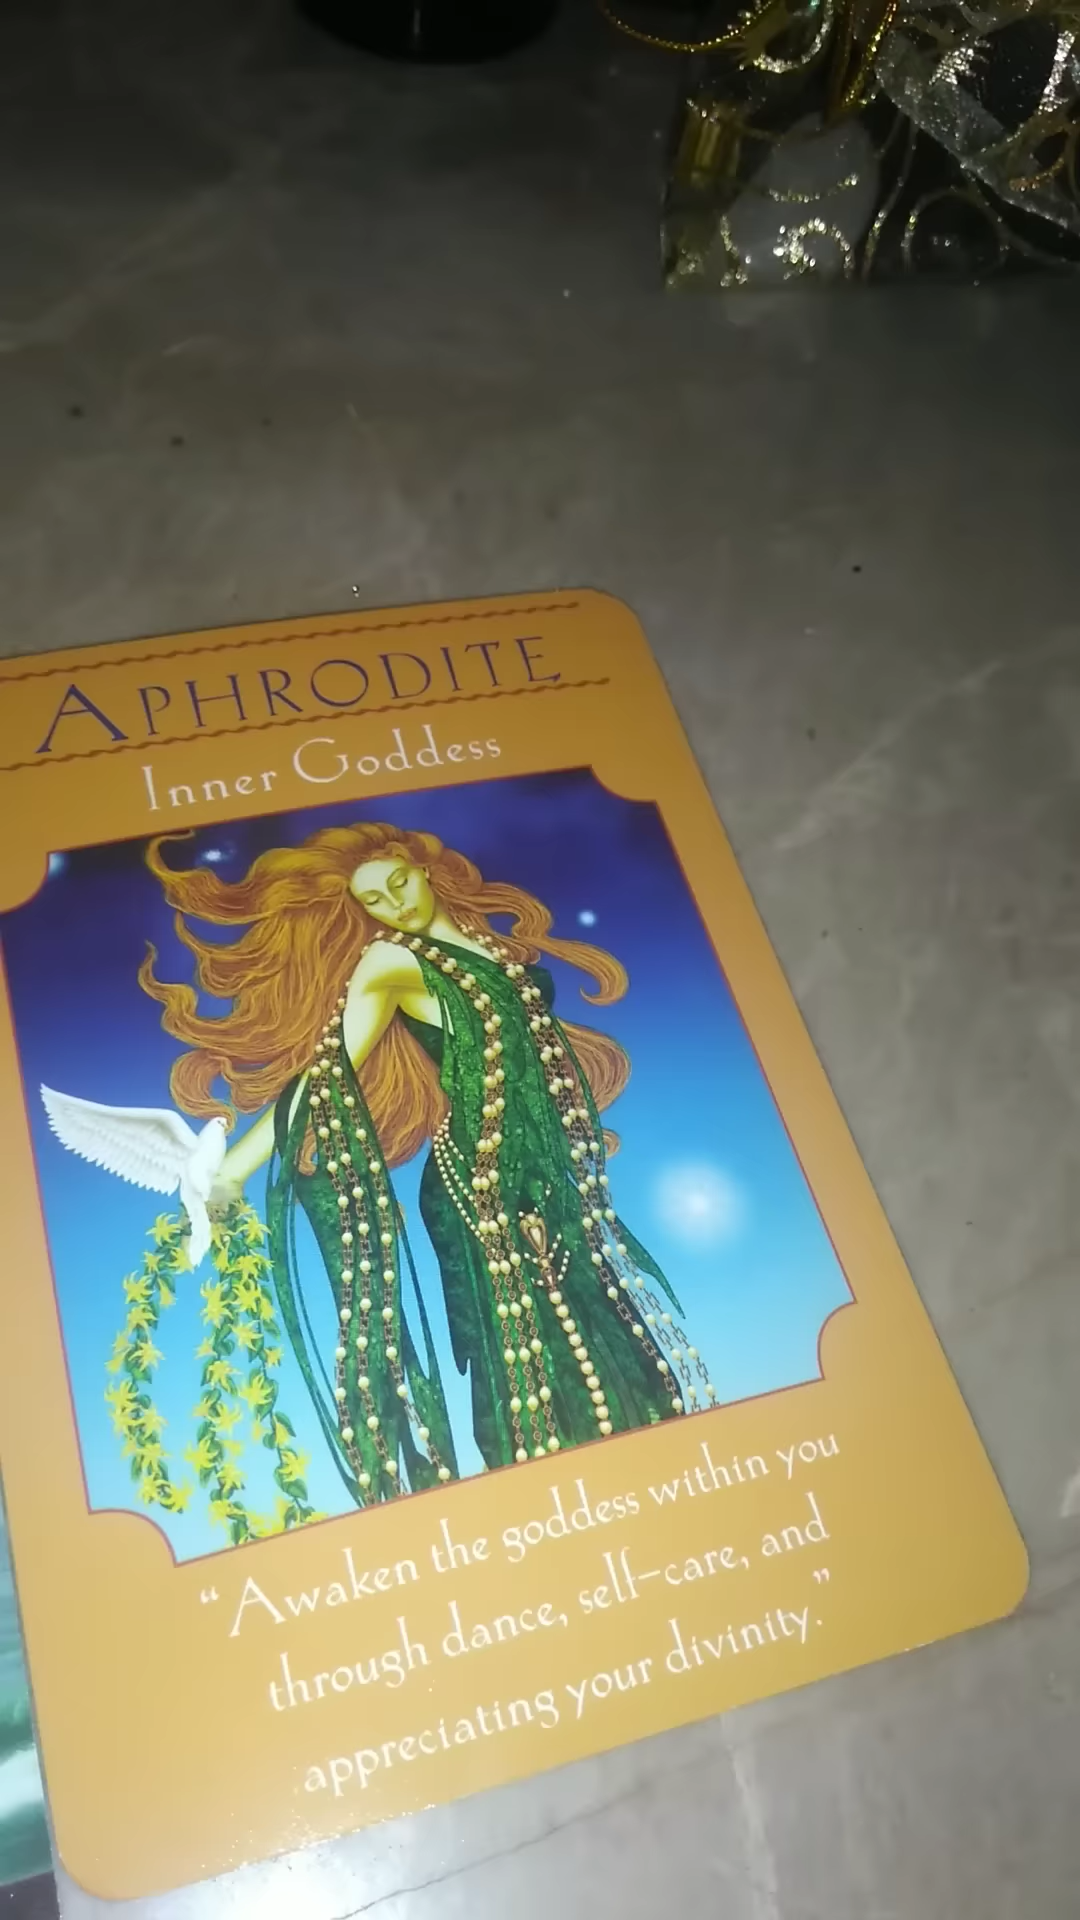 APHRODITE
Inner Goddess
“Awaken the goddess within you
through dance, self-care, and
appreciating your divinity.”